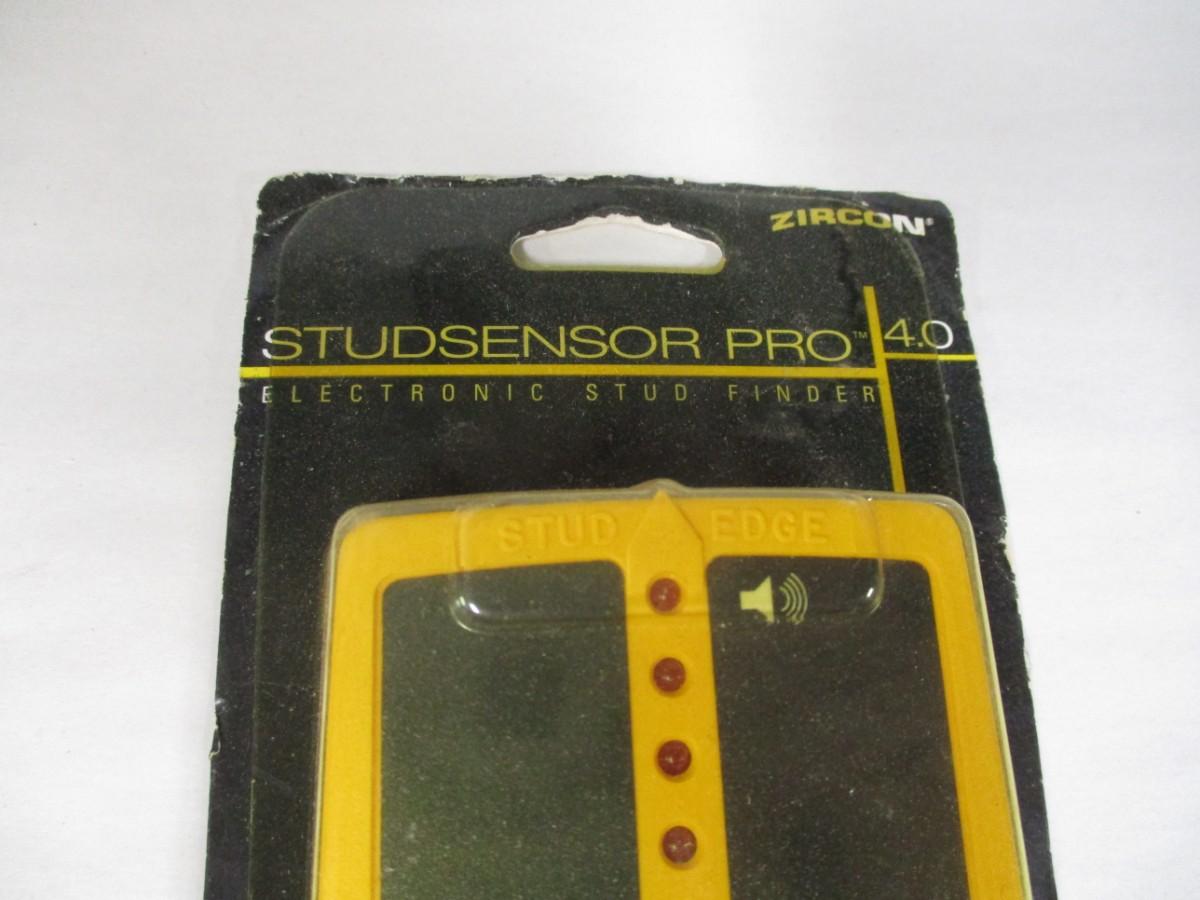 ZIRCON®
STUDSENSOR PRO™ 4.0
ELECTRONIC STUD FINDER
STUD EDGE